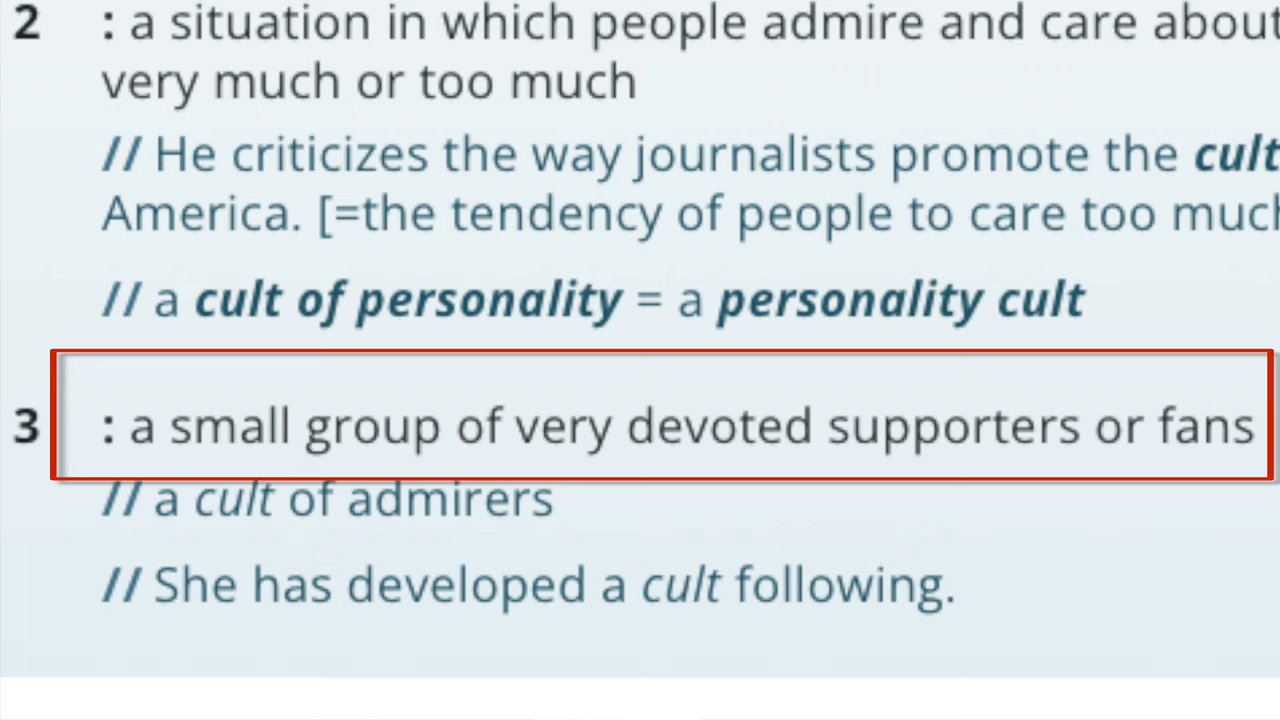 2 : a situation in which people admire and care about
very much or too much
// He criticizes the way journalists promote the cult
America. [=the tendency of people to care too much
// a cult of personality = a personality cult
3 : a small group of very devoted supporters or fans
// a cult of admirers
// She has developed a cult following.